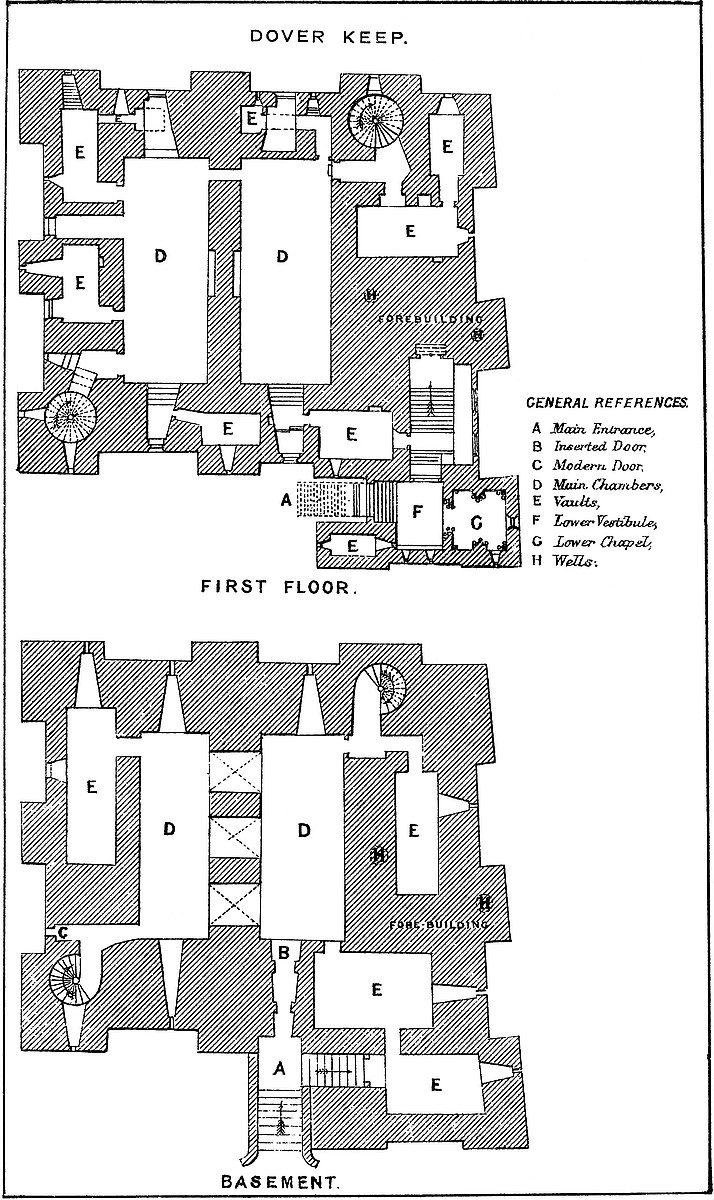 DOVER KEEP.
E E E E
E
D D
E
E
H
FOREBUILDING
H
E E
A F G
E
FIRST FLOOR.
GENERAL REFERENCES.
A Main Entrance,
B Inserted Door,
C Modern Door,
D Main Chambers,
E Vaults,
F Lower Vestibule,
G Lower Chapel,
H Wells.
E
D D E
H
H
FORE-BUILDING
C
B
E
A
E
BASEMENT.